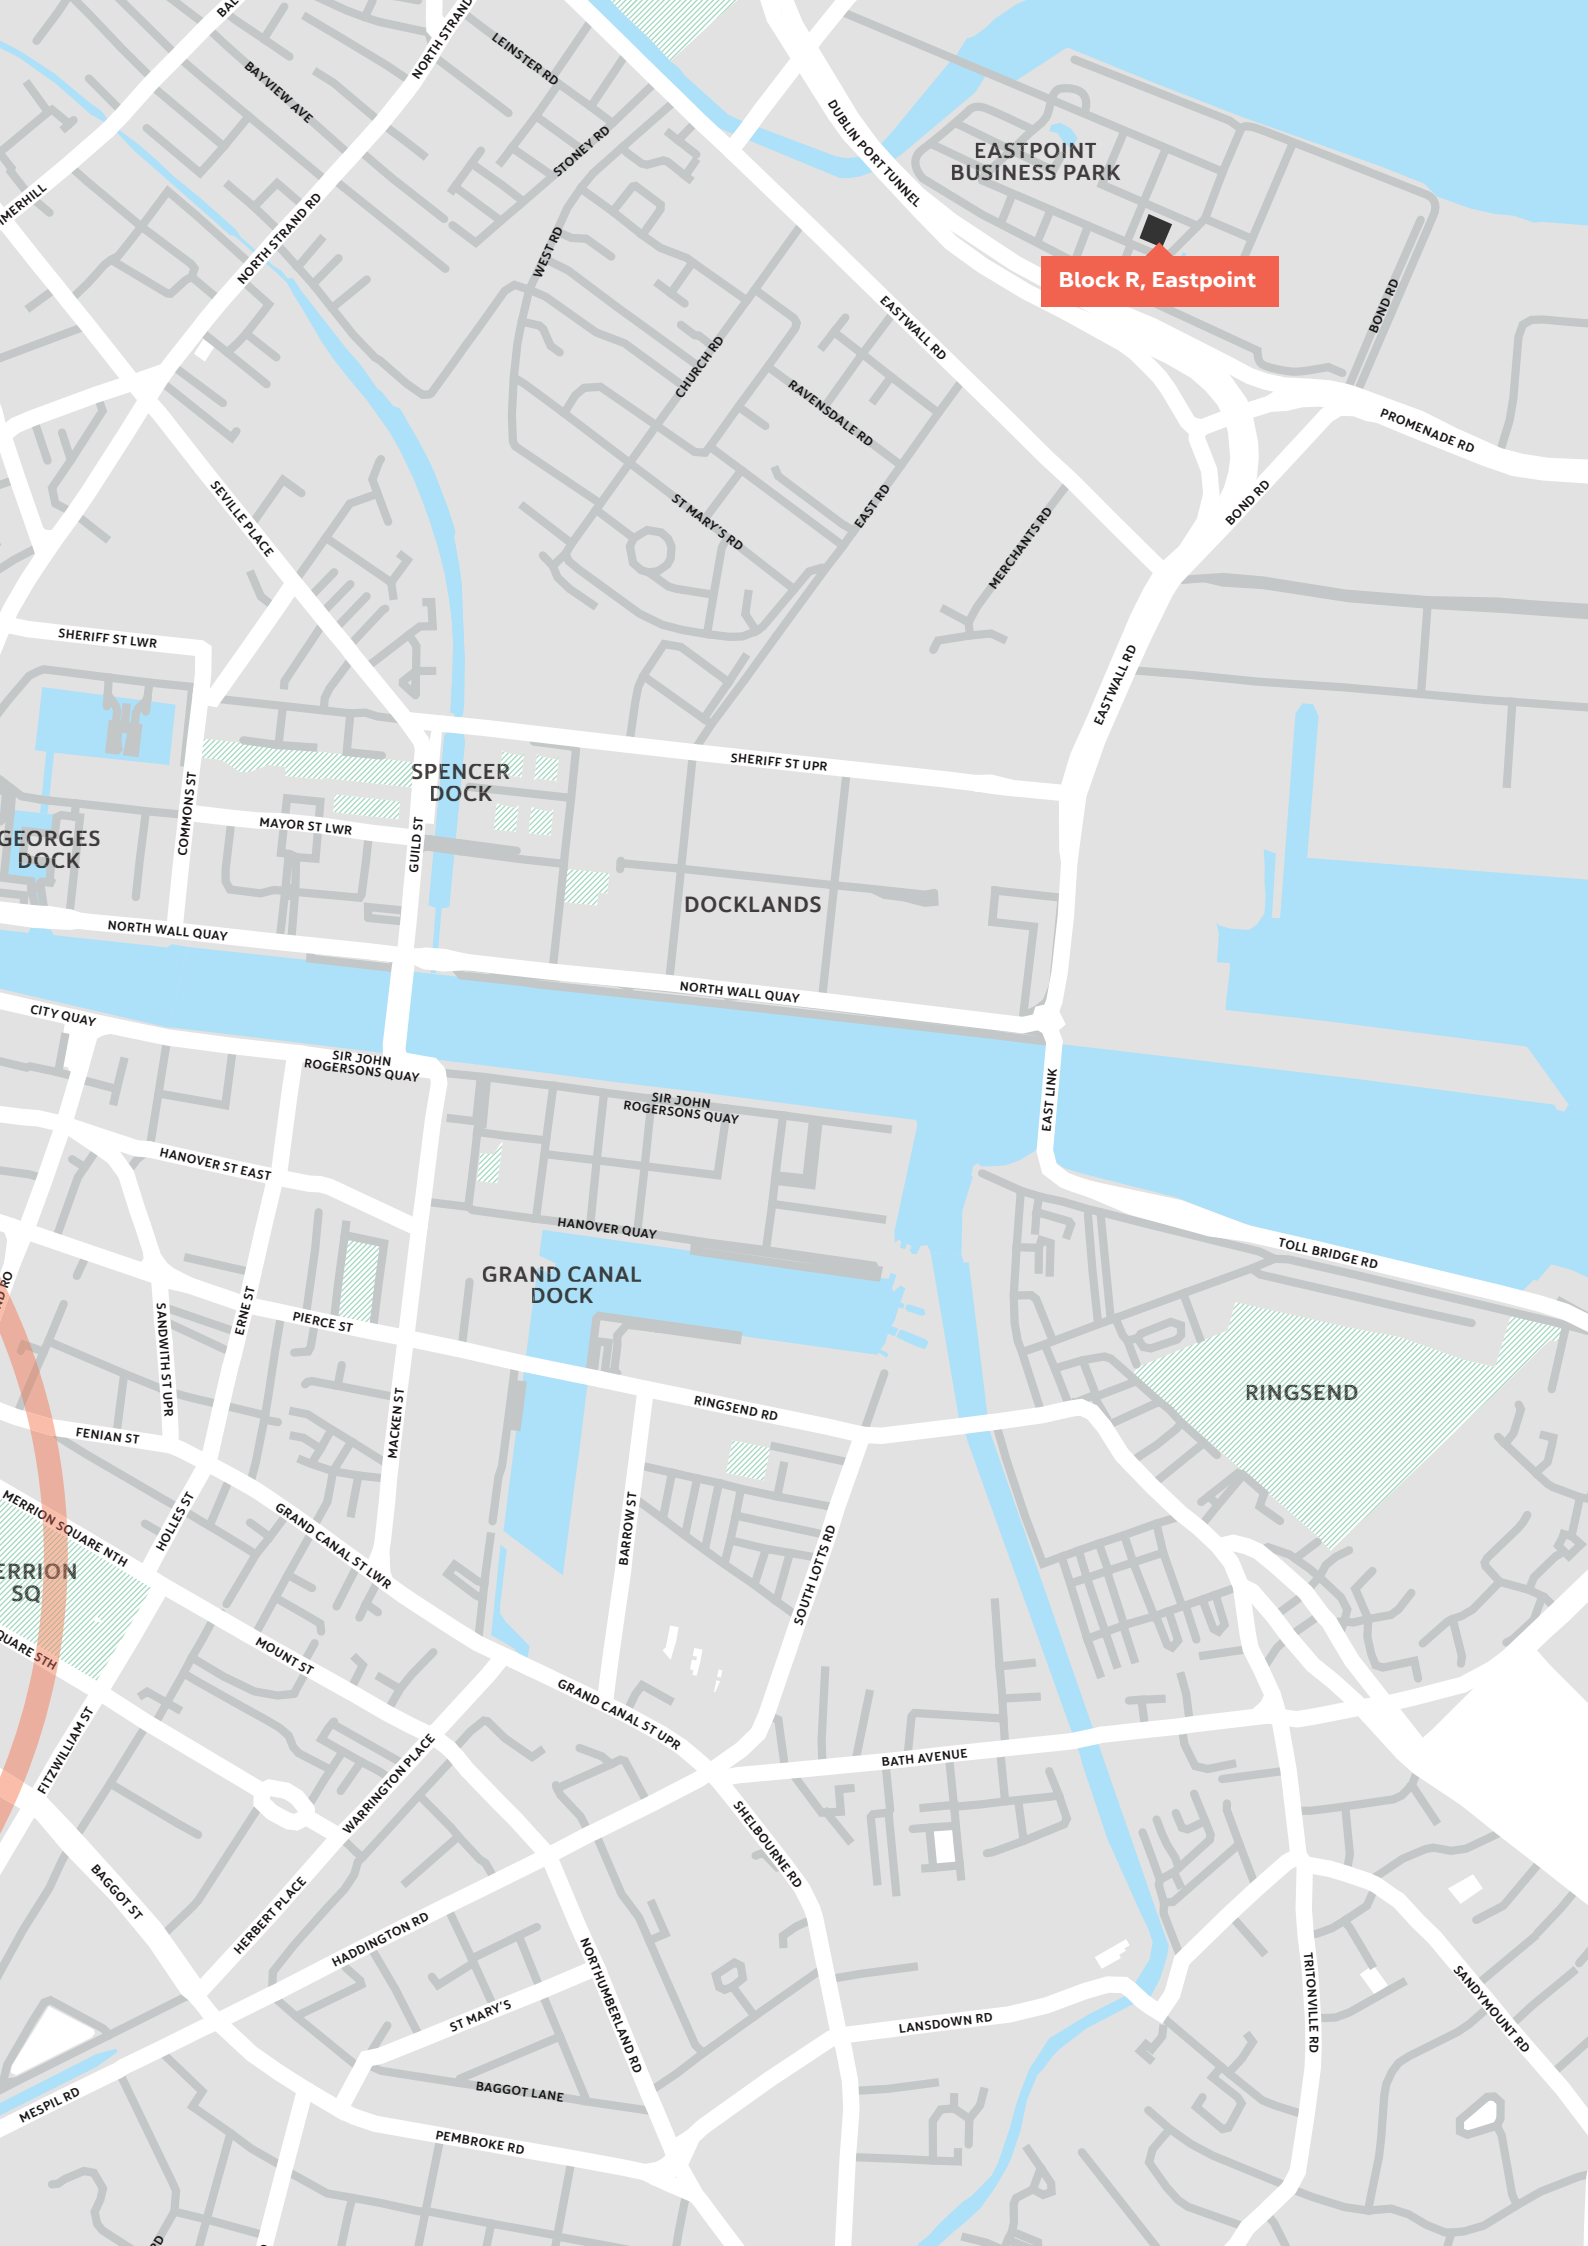 BAL
NORTH STRAND
LEINSTER RD
BAYVIEW AVE
STONEY RD
DUBLIN PORT TUNNEL
EASTPOINT
BUSINESS PARK
MERHILL
NORTH STRAND RD
WEST RD
Block R, Eastpoint
BOND RD
EASTWALL RD
CHURCH RD
RAVENSDALE RD
PROMENADE RD
SEVILLE PLACE
ST MARY'S RD
EAST RD
BOND RD
MERCHANTS RD
SHERIFF ST LWR
EASTWALL RD
SHERIFF ST UPR
SPENCER
DOCK
COMMONS ST
MAYOR ST LWR
GUILD ST
GEORGES
DOCK
DOCKLANDS
NORTH WALL QUAY
NORTH WALL QUAY
CITY QUAY
SIR JOHN
ROGERSONS QUAY
SIR JOHN
ROGERSONS QUAY
EAST LINK
HANOVER ST EAST
HANOVER QUAY
TOLL BRIDGE RD
GRAND CANAL
DOCK
RO
ERNE ST
PIERCE ST
SANDWITH ST UPR
MACKEN ST
RINGSEND RD
RINGSEND
FENIAN ST
MERRION SQUARE NTH
HOLLES ST
GRAND CANAL ST LWR
BARROW ST
SOUTH LOTTS RD
ERRION
SQ
QUARE STH
MOUNT ST
GRAND CANAL ST UPR
FITZWILLIAM ST
WARRINGTON PLACE
BATH AVENUE
SHELBOURNE RD
BAGGOT ST
HERBERT PLACE
HADDINGTON RD
NORTHUMBERLAND RD
TRITONVILLE RD
SANDYMOUNT RD
ST MARY'S
LANSDOWN RD
BAGGOT LANE
MESPIL RD
PEMBROKE RD